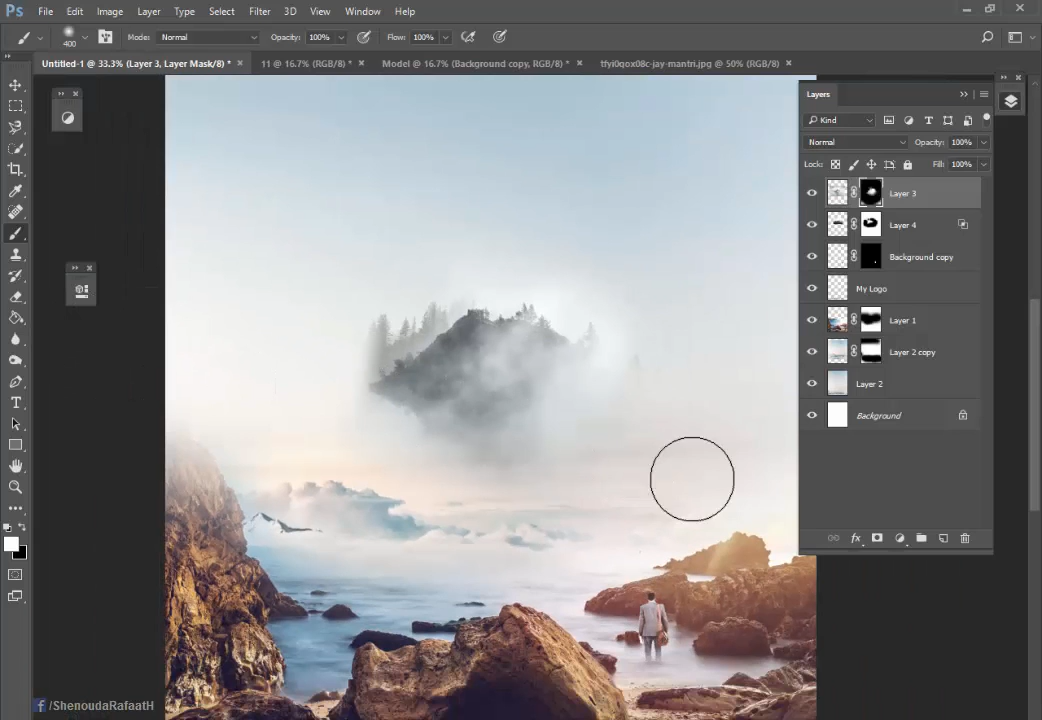 Ps File Edit Image Layer Type Select Filter 3D View Window Help
400 Mode: Normal Opacity: 100% Flow: 100%
Untitled-1 @ 33.3% (Layer 3, Layer Mask/8) * × 11 @ 16.7% (RGB/8) * × Model @ 16.7% (Background copy, RGB/8) * × tfyi0qox08c-jay-mantri.jpg @ 50% (RGB/8) ×
Layers
Kind
Normal Opacity: 100%
Lock: Fill: 100%
Layer 3
Layer 4
Background copy
My Logo
Layer 1
Layer 2 copy
Layer 2
Background
fx
f /ShenoudaRafaatH